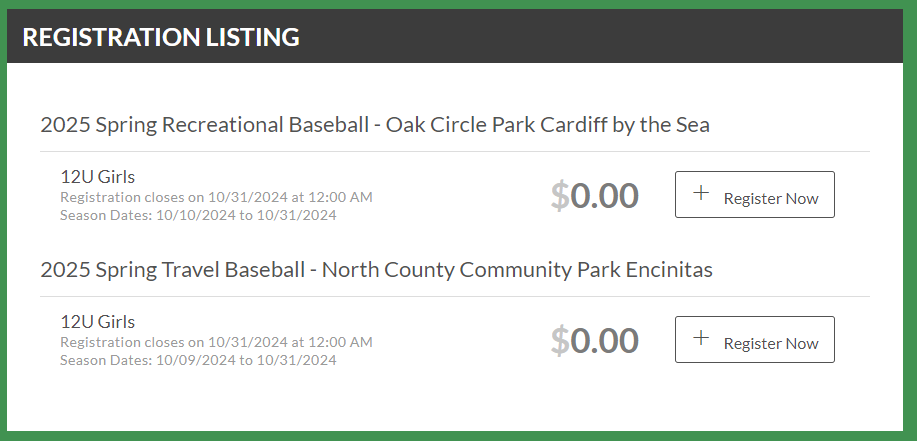 REGISTRATION LISTING
2025 Spring Recreational Baseball - Oak Circle Park Cardiff by the Sea
12U Girls
Registration closes on 10/31/2024 at 12:00 AM
Season Dates: 10/10/2024 to 10/31/2024
$0.00
+ Register Now
2025 Spring Travel Baseball - North County Community Park Encinitas
12U Girls
Registration closes on 10/31/2024 at 12:00 AM
Season Dates: 10/09/2024 to 10/31/2024
$0.00
+ Register Now